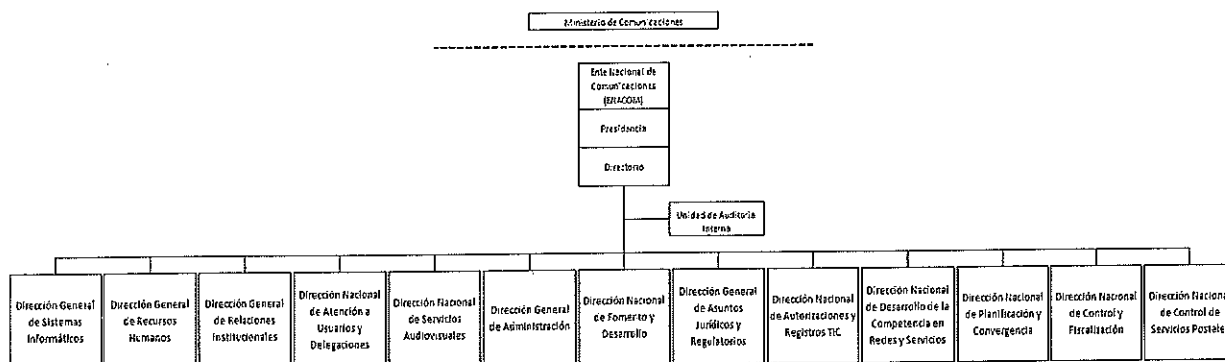 Ministerio de Comunicaciones
Ente Nacional de
Comunicaciones
(ENACOM)
Presidencia
Directorio
Unidad de Auditoría
Interna
Dirección General
de Sistemas
Informáticos
Dirección General
de Recursos
Humanos
Dirección General
de Relaciones
Institucionales
Dirección Nacional
de Atención a
Usuarios y
Delegaciones
Dirección Nacional
de Servicios
Audiovisuales
Dirección General
de Administración
Dirección Nacional
de Fomento y
Desarrollo
Dirección General
de Asuntos
Jurídicos y
Regulatorios
Dirección Nacional
de Autorizaciones y
Registros TIC
Dirección Nacional
de Desarrollo de la
Competencia en
Redes y Servicios
Dirección Nacional
de Planificación y
Convergencia
Dirección Nacional
de Control y
Fiscalización
Dirección Nacional
de Control de
Servicios Postales